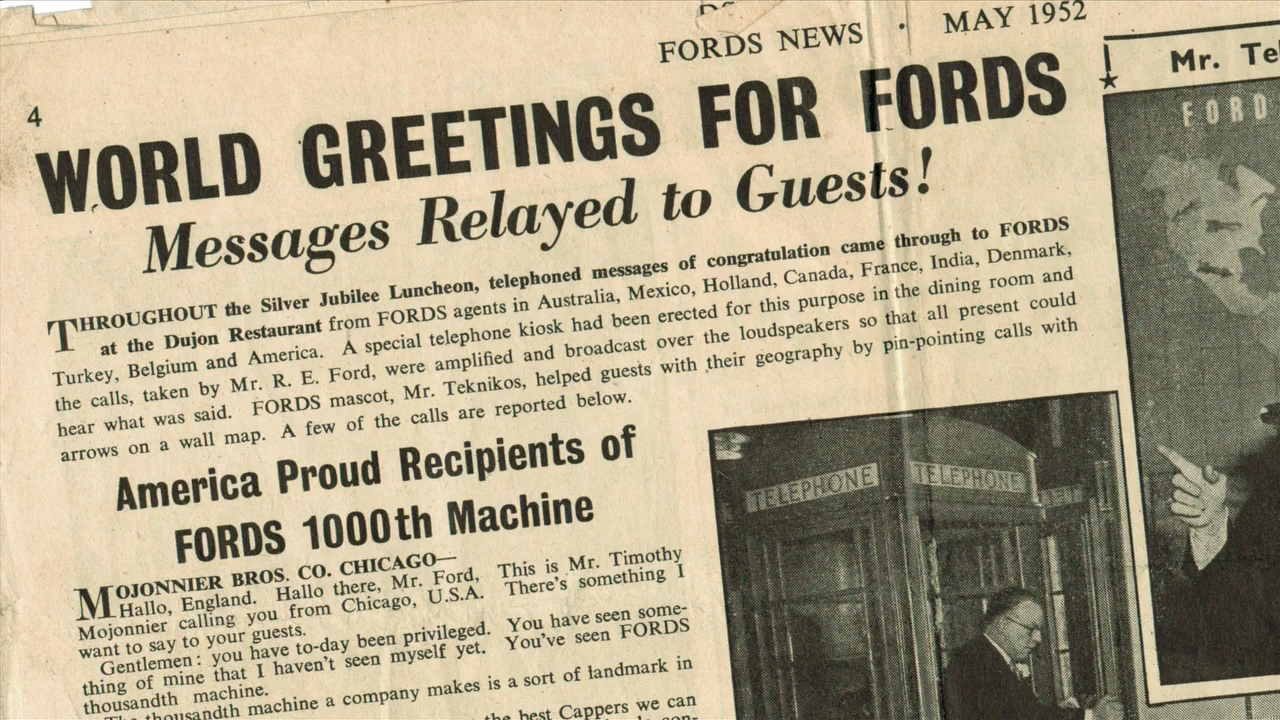 FORDS NEWS · MAY 1952
4
WORLD GREETINGS FOR FORDS
Messages Relayed to Guests!
THROUGHOUT the Silver Jubilee Luncheon, telephoned messages of congratulation came through to FORDS
at the Dujon Restaurant from FORDS agents in Australia, Mexico, Holland, Canada, France, India, Denmark,
Turkey, Belgium and America. A special telephone kiosk had been erected for this purpose in the dining room and
the calls, taken by Mr. R. E. Ford, were amplified and broadcast over the loudspeakers so that all present could
hear what was said. FORDS mascot, Mr. Teknikos, helped guests with their geography by pin-pointing calls with
arrows on a wall map. A few of the calls are reported below.
America Proud Recipients of
FORDS 1000th Machine
MOJONNIER BROS. CO. CHICAGO—
Hallo, England. Hallo there, Mr. Ford, This is Mr. Timothy
Mojonnier calling you from Chicago, U.S.A. There's something I
want to say to your guests.
Gentlemen: you have to-day been privileged. You have seen some-
thing of mine that I haven't seen myself yet. You've seen FORDS
thousandth machine.
The thousandth machine a company makes is a sort of landmark in
the best Cappers we can
TELEPHONE
TELEPHONE
Mr. Te
FORD